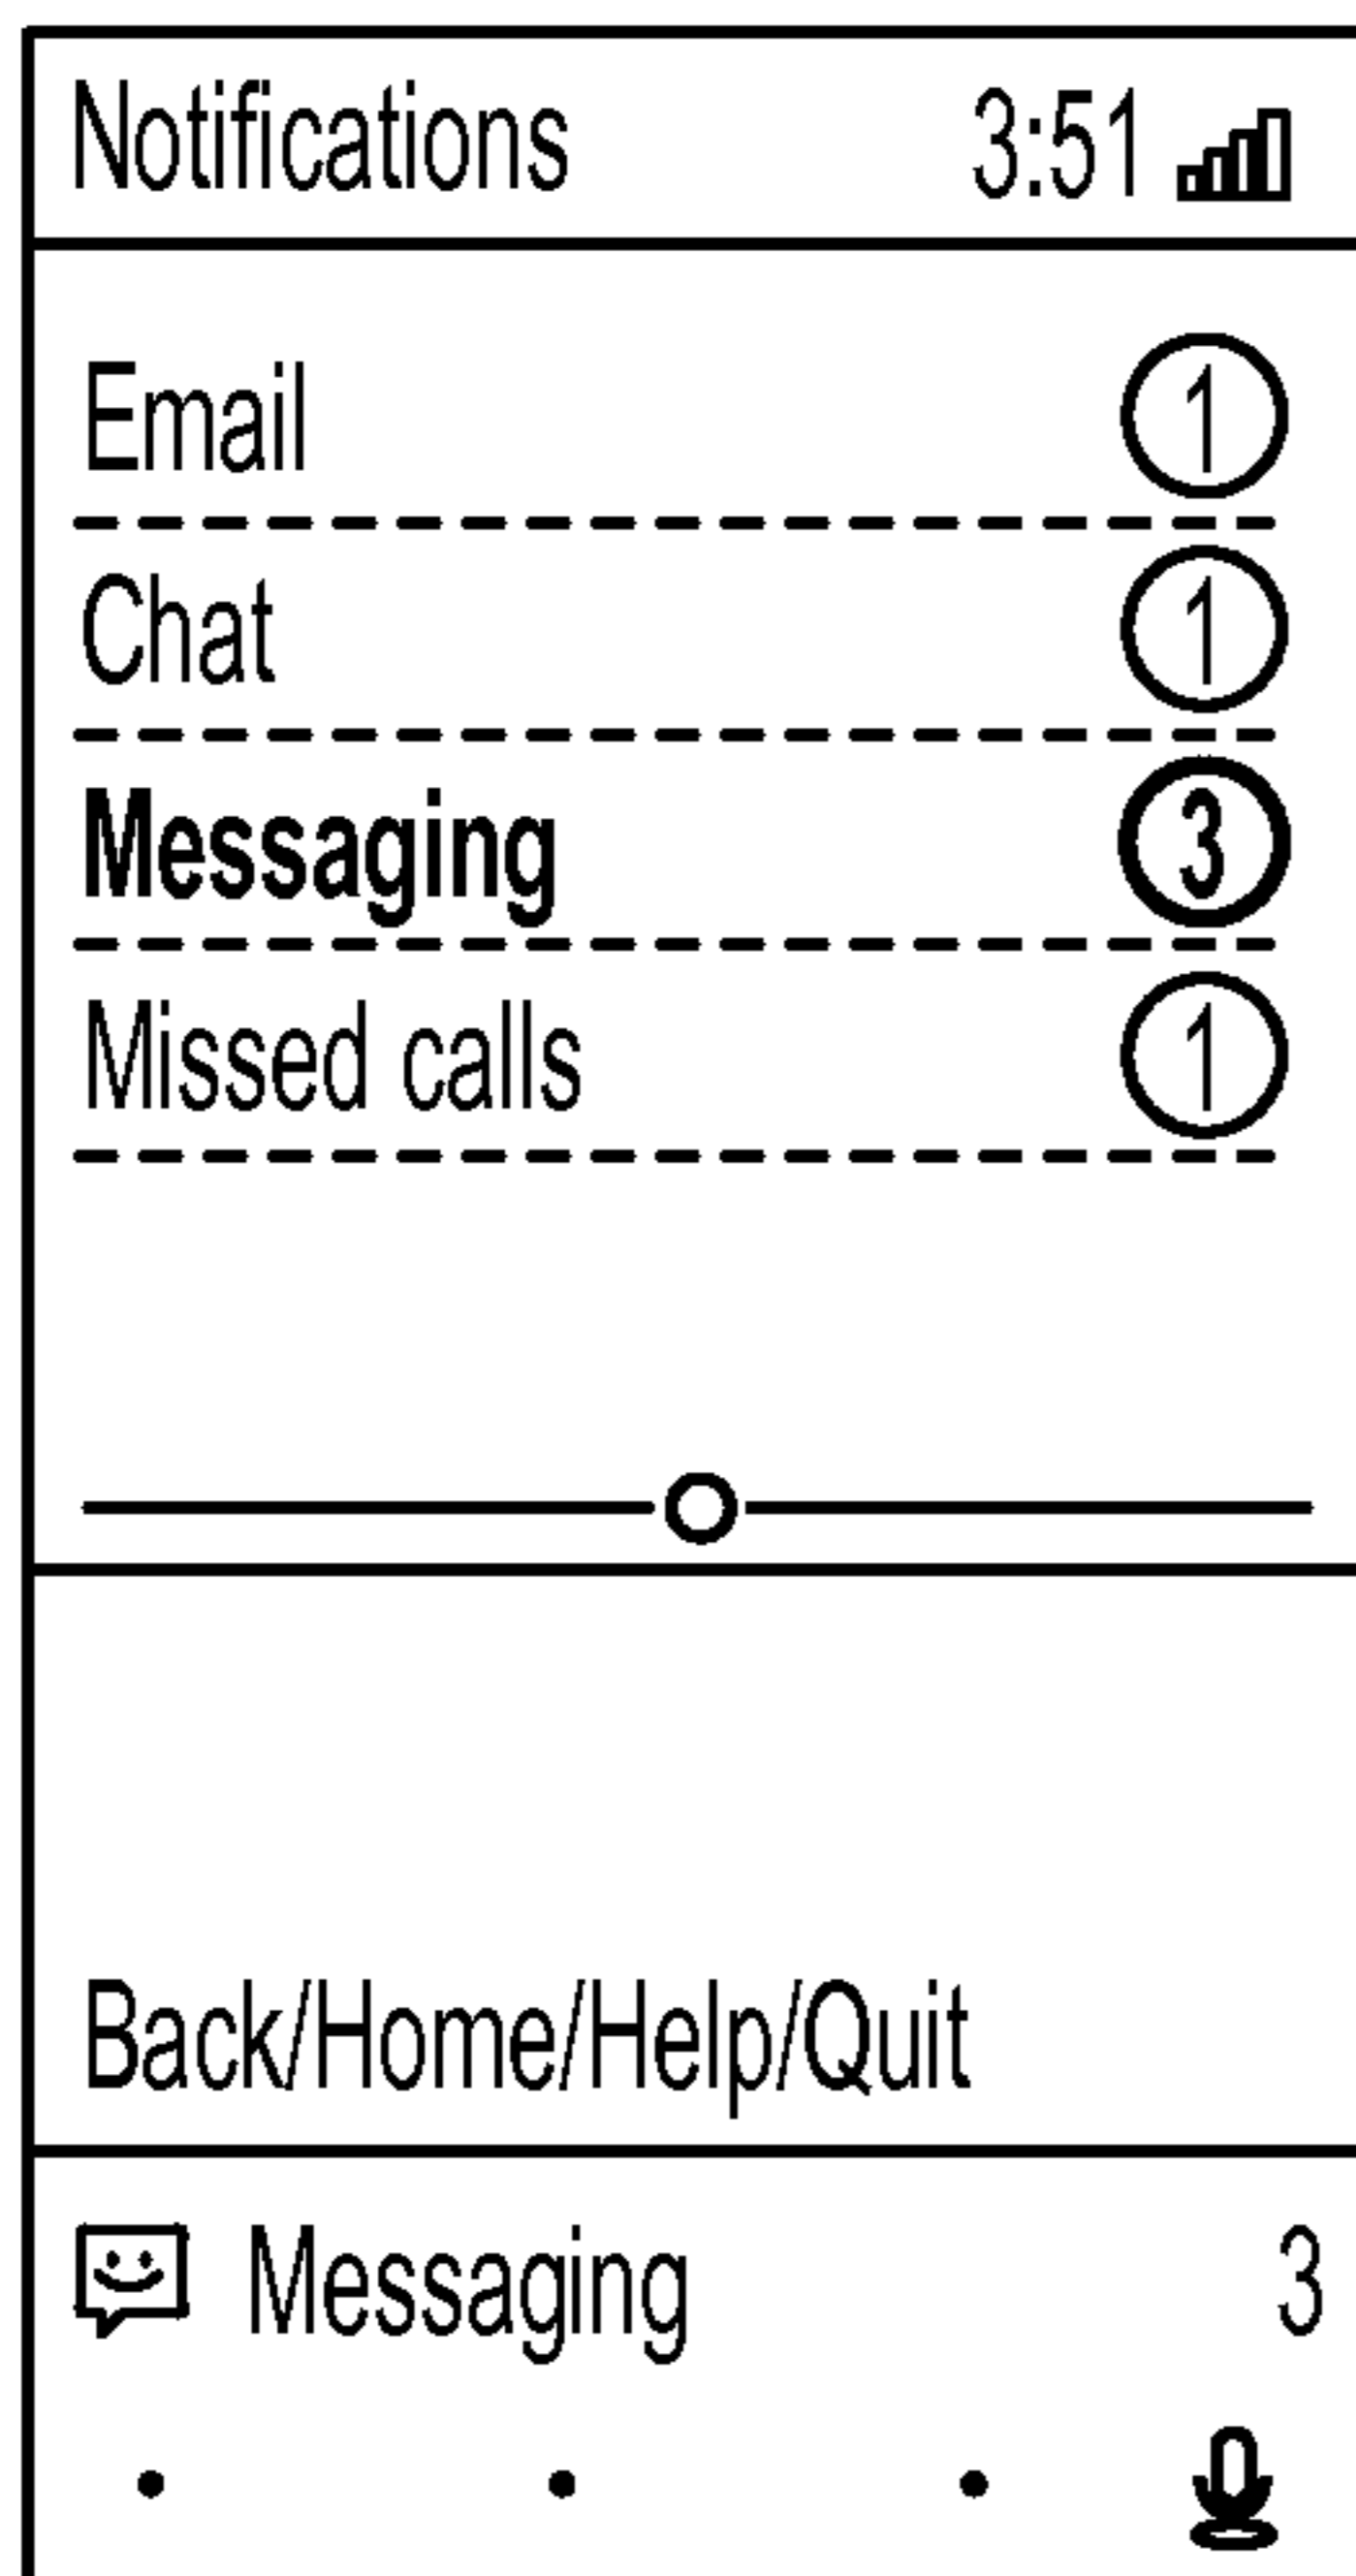 Notifications 3:51
Email 1
Chat 1
Messaging 3
Missed calls 1
Back/Home/Help/Quit
Messaging 3